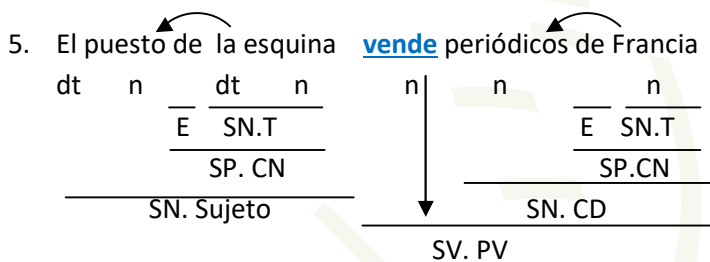 5. El puesto de la esquina vende periódicos de Francia
dt n dt n n n n
E SN.T E SN.T
SP. CN SP.CN
SN. Sujeto SN. CD
SV. PV